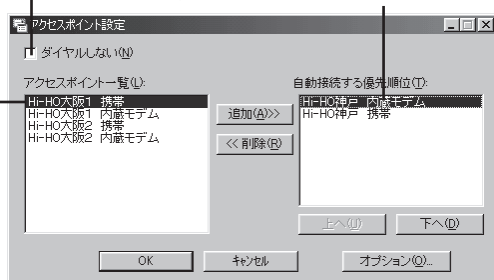 アクセスポイント設定
ダイヤルしない(N)
アクセスポイント一覧(L):
Hi-HO大阪1 携帯
Hi-HO大阪1 内蔵モデム
Hi-HO大阪2 携帯
Hi-HO大阪2 内蔵モデム
追加(A)>>
<< 削除(R)
自動接続する優先順位(T):
Hi-HO神戸 内蔵モデム
Hi-HO神戸 携帯
上へ(U)
下へ(D)
OK
キャンセル
オプション(O)...